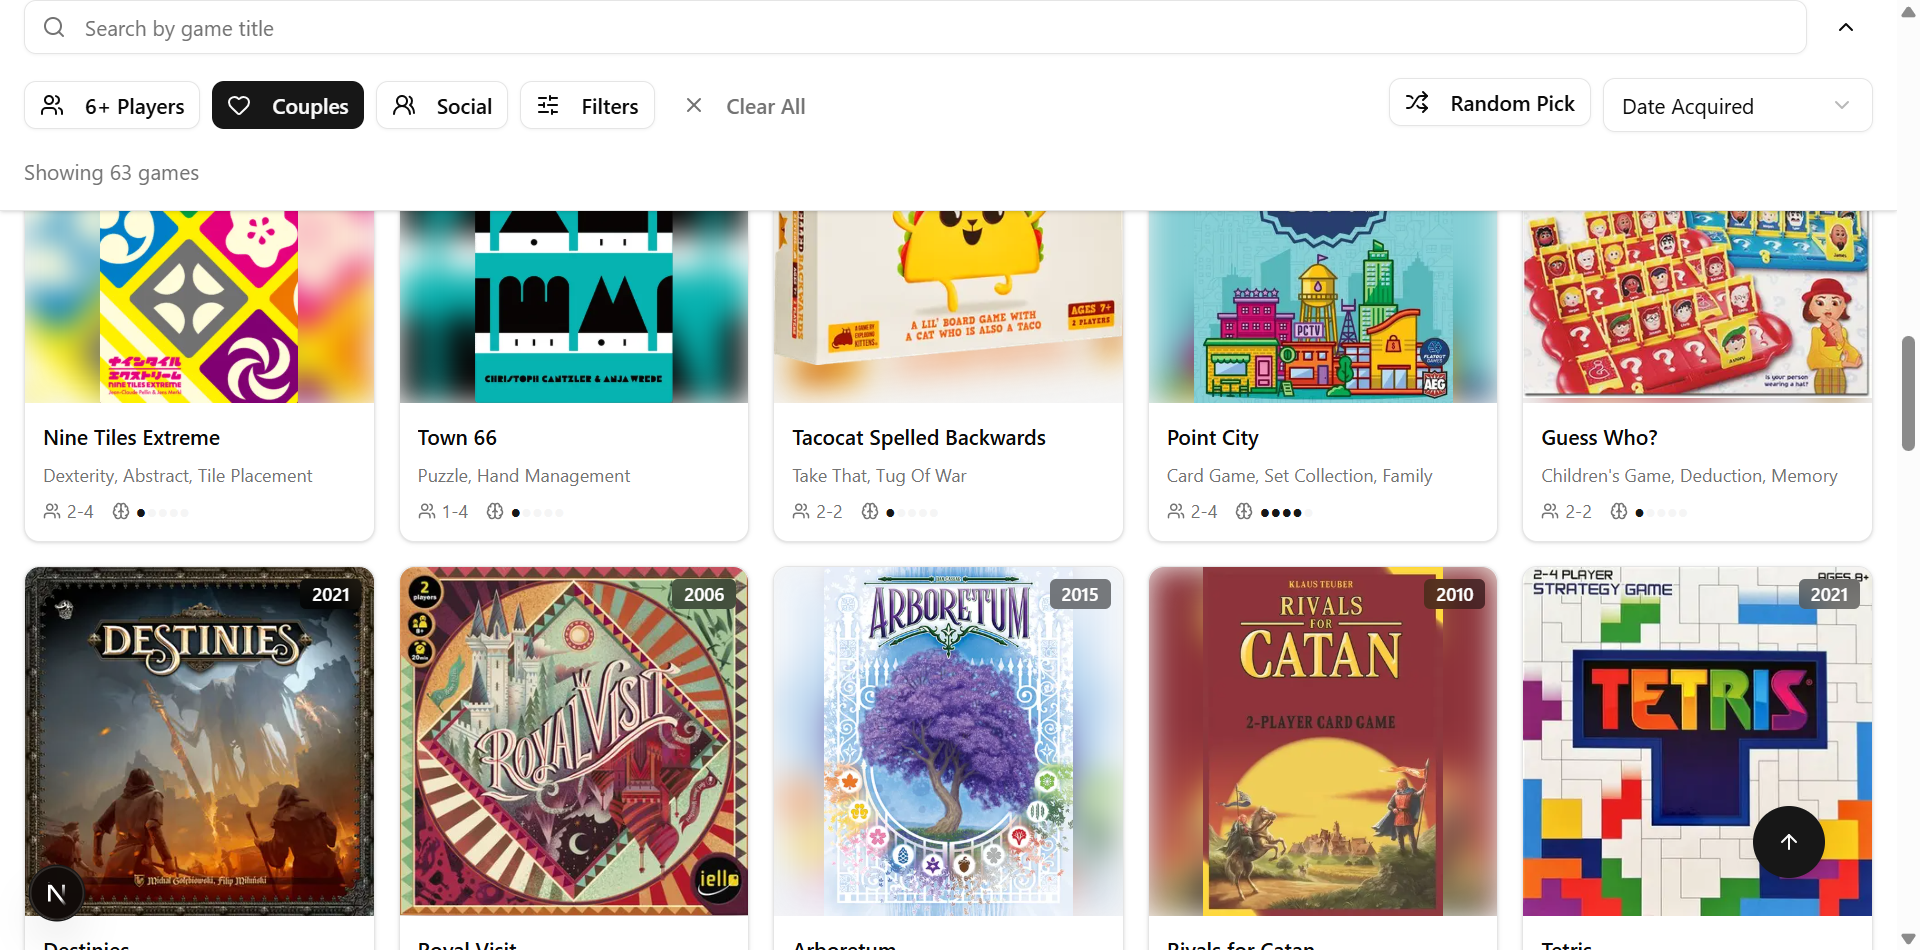 Search by game title
6+ Players
Couples
Social
Filters
Clear All
Random Pick
Date Acquired
Showing 63 games
ナインタイル
エクストリーム
NINE TILES EXTREME
CHRISTOPH CANTZLER & ANJA WREDE
A GAME BY
EXPLODING
KITTENS
A LIL' BOARD GAME WITH
A CAT WHO IS ALSO A TACO
AGES 7+
2 PLAYERS
PCTV
AEG
Is your person
wearing a hat?
Nine Tiles Extreme
Dexterity, Abstract, Tile Placement
2-4
Town 66
Puzzle, Hand Management
1-4
Tacocat Spelled Backwards
Take That, Tug Of War
2-2
Point City
Card Game, Set Collection, Family
2-4
Guess Who?
Children's Game, Deduction, Memory
2-2
2021
DESTINIES
Michał Gołębiowski, Filip Miłuński
N
Destinies
2006
2
players
8+
20min
ROYAL VISIT
iello
Royal Visit
2015
ARBORETUM
Arboretum
2010
KLAUS TEUBER
RIVALS
FOR
CATAN
2-PLAYER CARD GAME
Rivals for Catan
2-4 PLAYER
STRATEGY GAME
AGES 8+
2021
TETRIS
Tetris